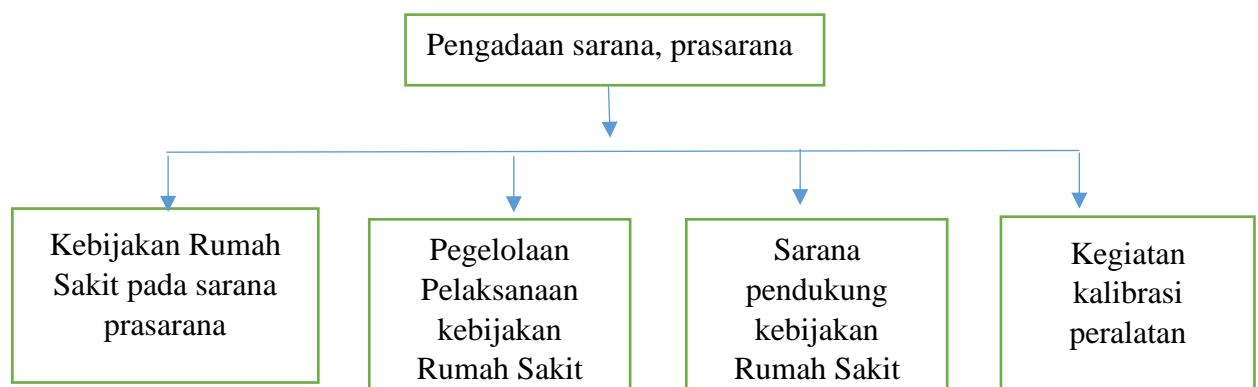 Pengadaan sarana, prasarana
Kebijakan Rumah
Sakit pada sarana
prasarana
Pegelolaan
Pelaksanaan
kebijakan
Rumah Sakit
Sarana
pendukung
kebijakan
Rumah Sakit
Kegiatan
kalibrasi
peralatan